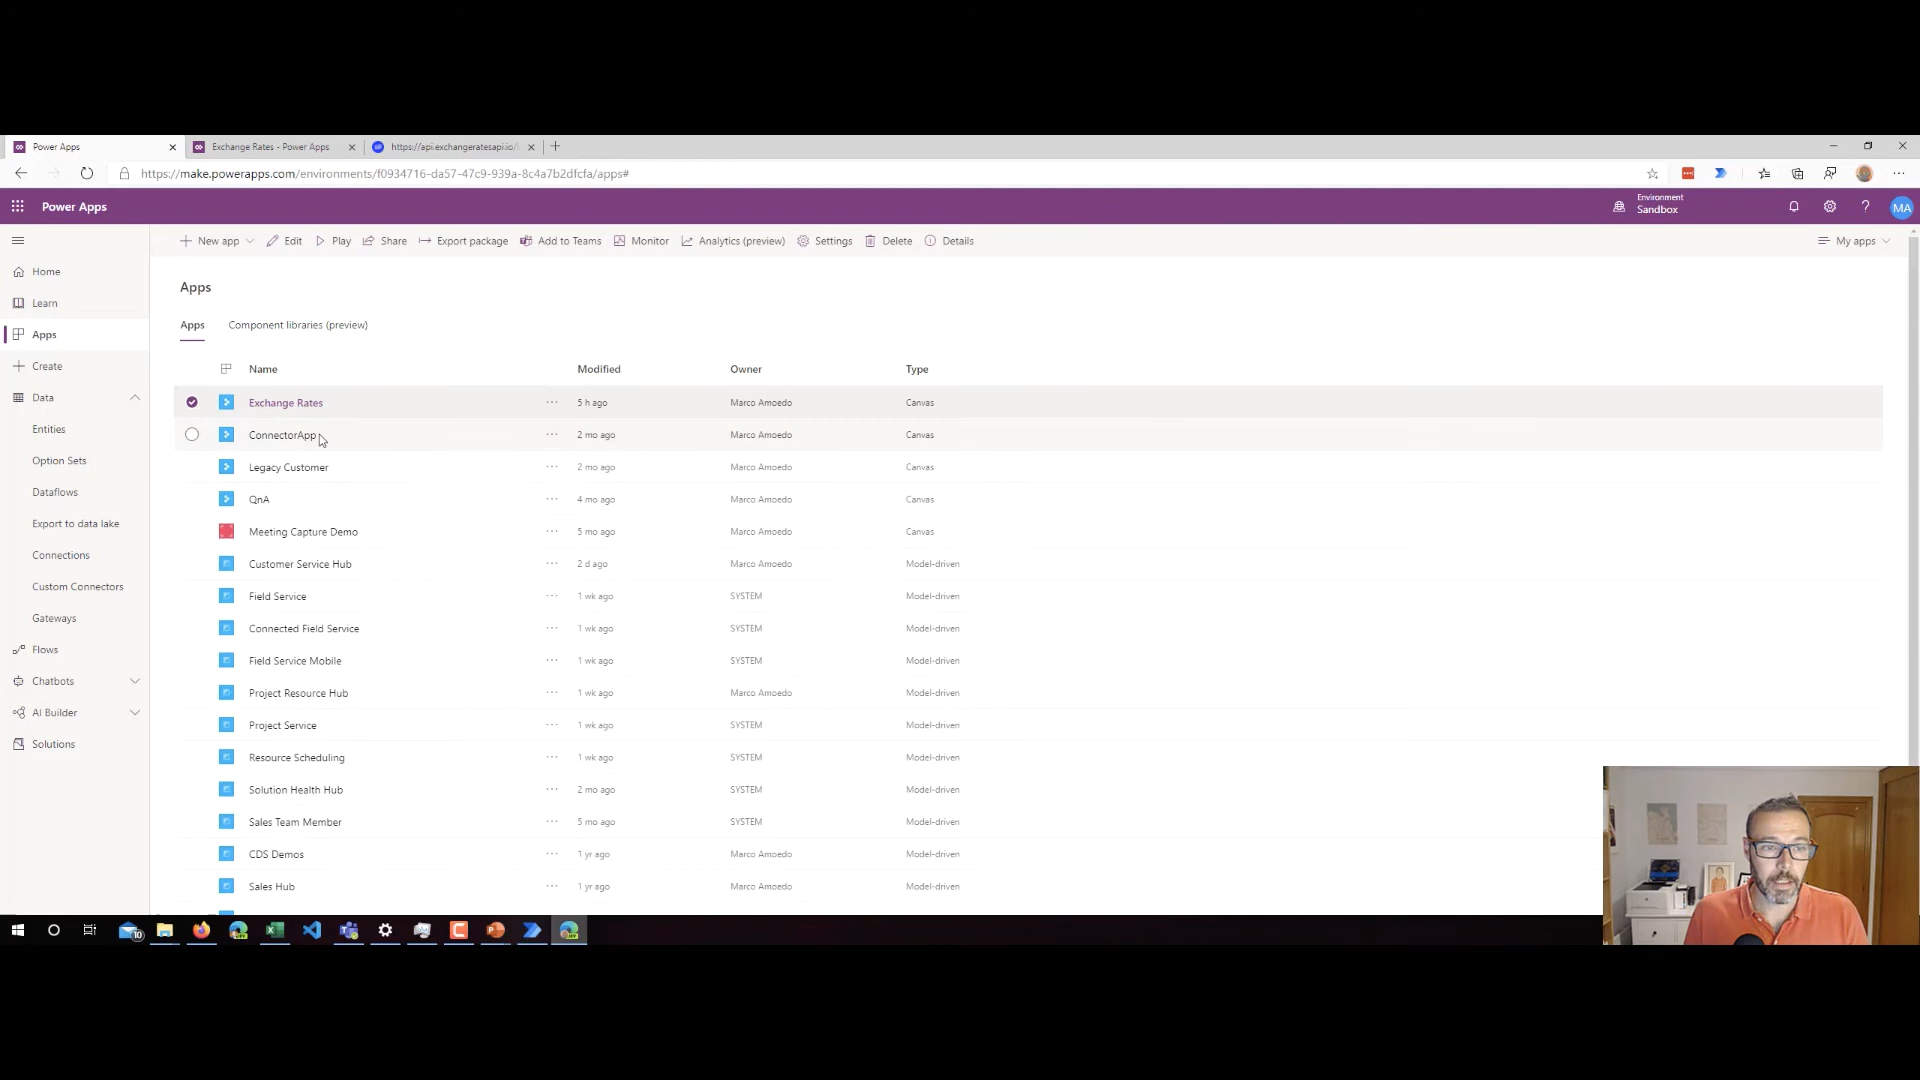 Power Apps
Exchange Rates - Power Apps
https://api.exchangeratesapi.io/
https://make.powerapps.com/environments/f0934716-da57-47c9-939a-8c4a7b2dfcfa/apps#
Power Apps
Environment
Sandbox
MA
New app
Edit
Play
Share
Export package
Add to Teams
Monitor
Analytics (preview)
Settings
Delete
Details
My apps
Home
Learn
Apps
Create
Data
Entities
Option Sets
Dataflows
Export to data lake
Connections
Custom Connectors
Gateways
Flows
Chatbots
AI Builder
Solutions
Apps
Apps Component libraries (preview)
Name Modified Owner Type
Exchange Rates ... 5 h ago Marco Amoedo Canvas
ConnectorApp ... 2 mo ago Marco Amoedo Canvas
Legacy Customer ... 2 mo ago Marco Amoedo Canvas
QnA ... 4 mo ago Marco Amoedo Canvas
Meeting Capture Demo ... 5 mo ago Marco Amoedo Canvas
Customer Service Hub ... 2 d ago Marco Amoedo Model-driven
Field Service ... 1 wk ago SYSTEM Model-driven
Connected Field Service ... 1 wk ago SYSTEM Model-driven
Field Service Mobile ... 1 wk ago SYSTEM Model-driven
Project Resource Hub ... 1 wk ago Marco Amoedo Model-driven
Project Service ... 1 wk ago SYSTEM Model-driven
Resource Scheduling ... 1 wk ago SYSTEM Model-driven
Solution Health Hub ... 2 mo ago SYSTEM Model-driven
Sales Team Member ... 5 mo ago SYSTEM Model-driven
CDS Demos ... 1 yr ago Marco Amoedo Model-driven
Sales Hub ... 1 yr ago Marco Amoedo Model-driven
10